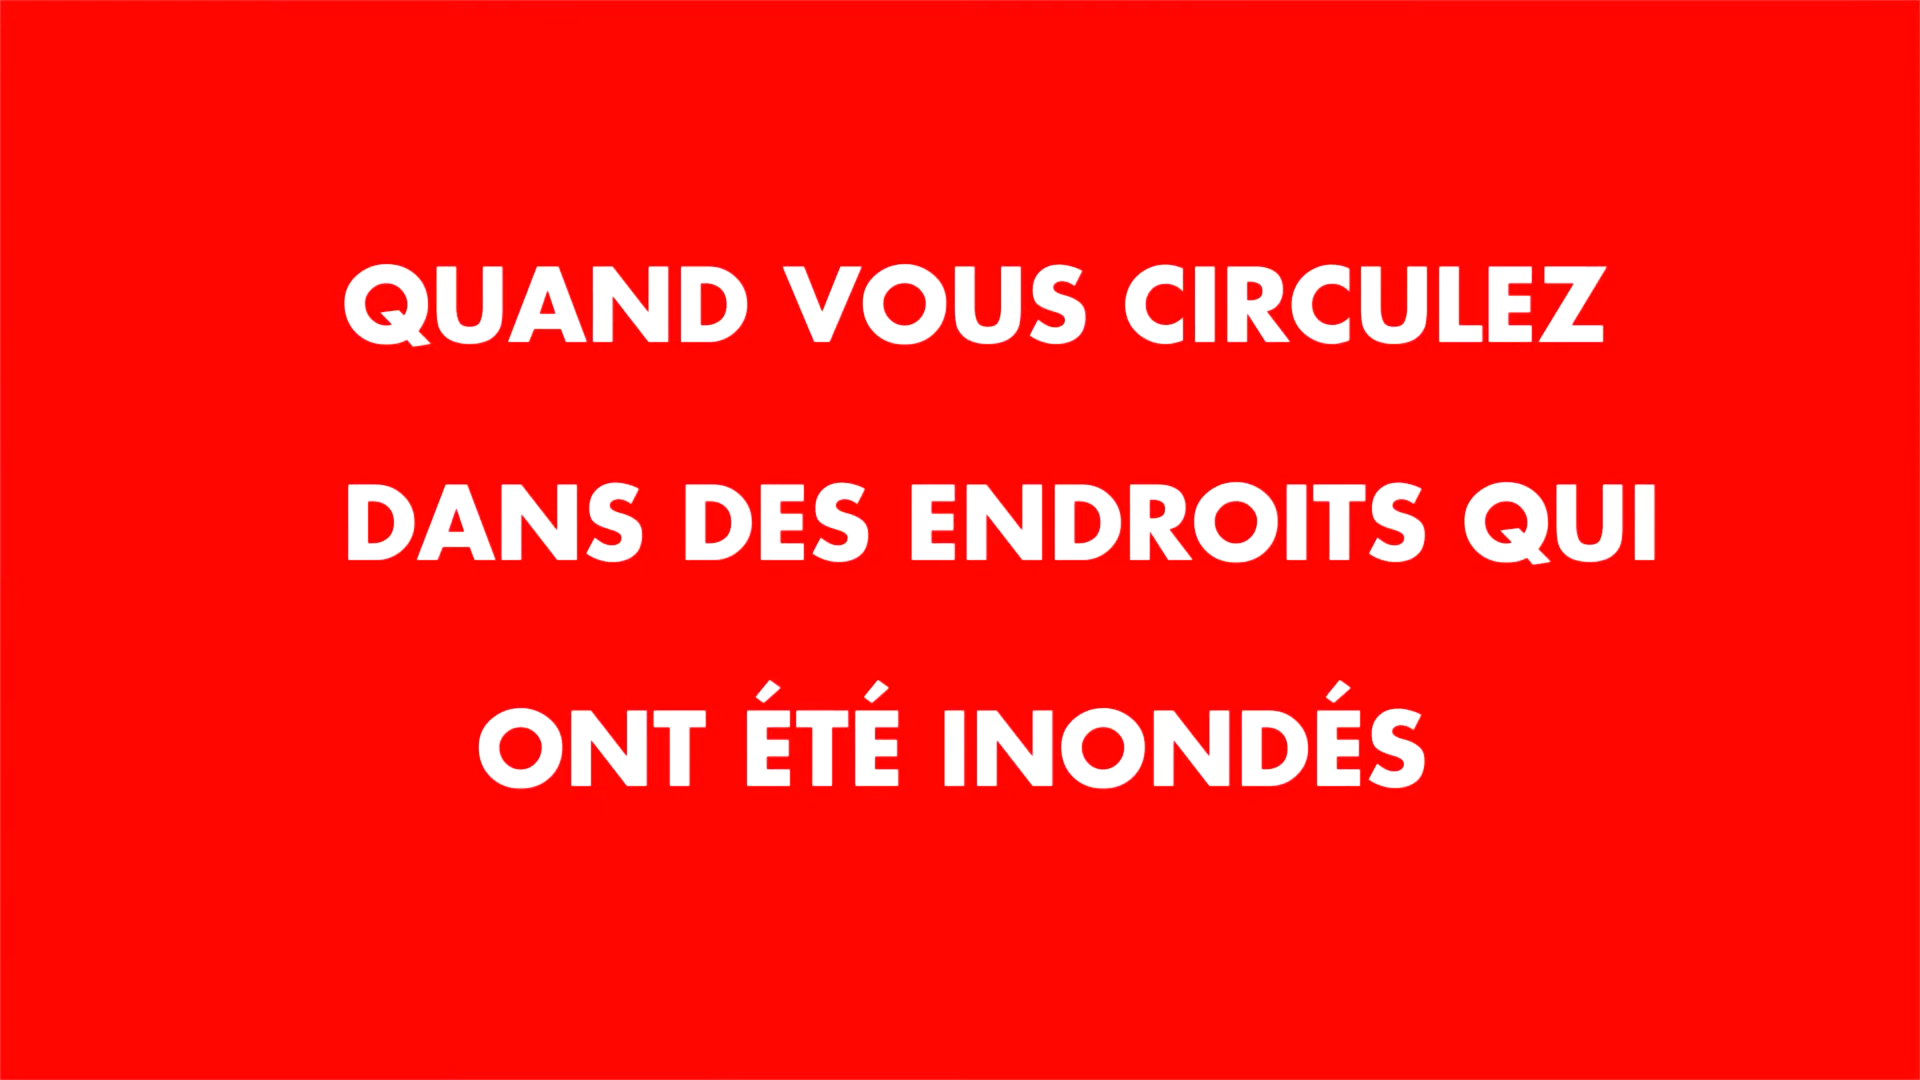 QUAND VOUS CIRCULEZ
DANS DES ENDROITS QUI
ONT ÉTÉ INONDÉS